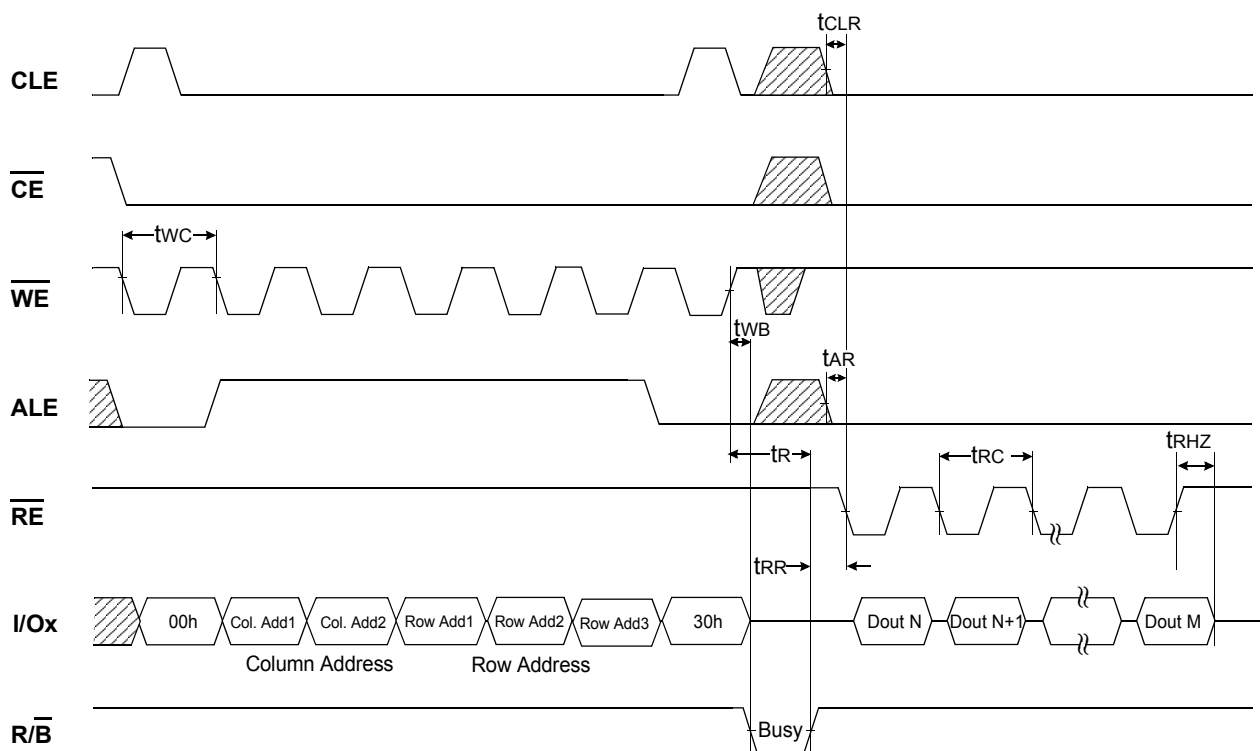 tCLR
CLE
CE
tWC
WE
tWB
tAR
ALE
tR
tRC
tRHZ
RE
tRR
I/Ox
00h
Col. Add1
Col. Add2
Row Add1
Row Add2
Row Add3
30h
Dout N
Dout N+1
Dout M
Column Address
Row Address
R/B
Busy